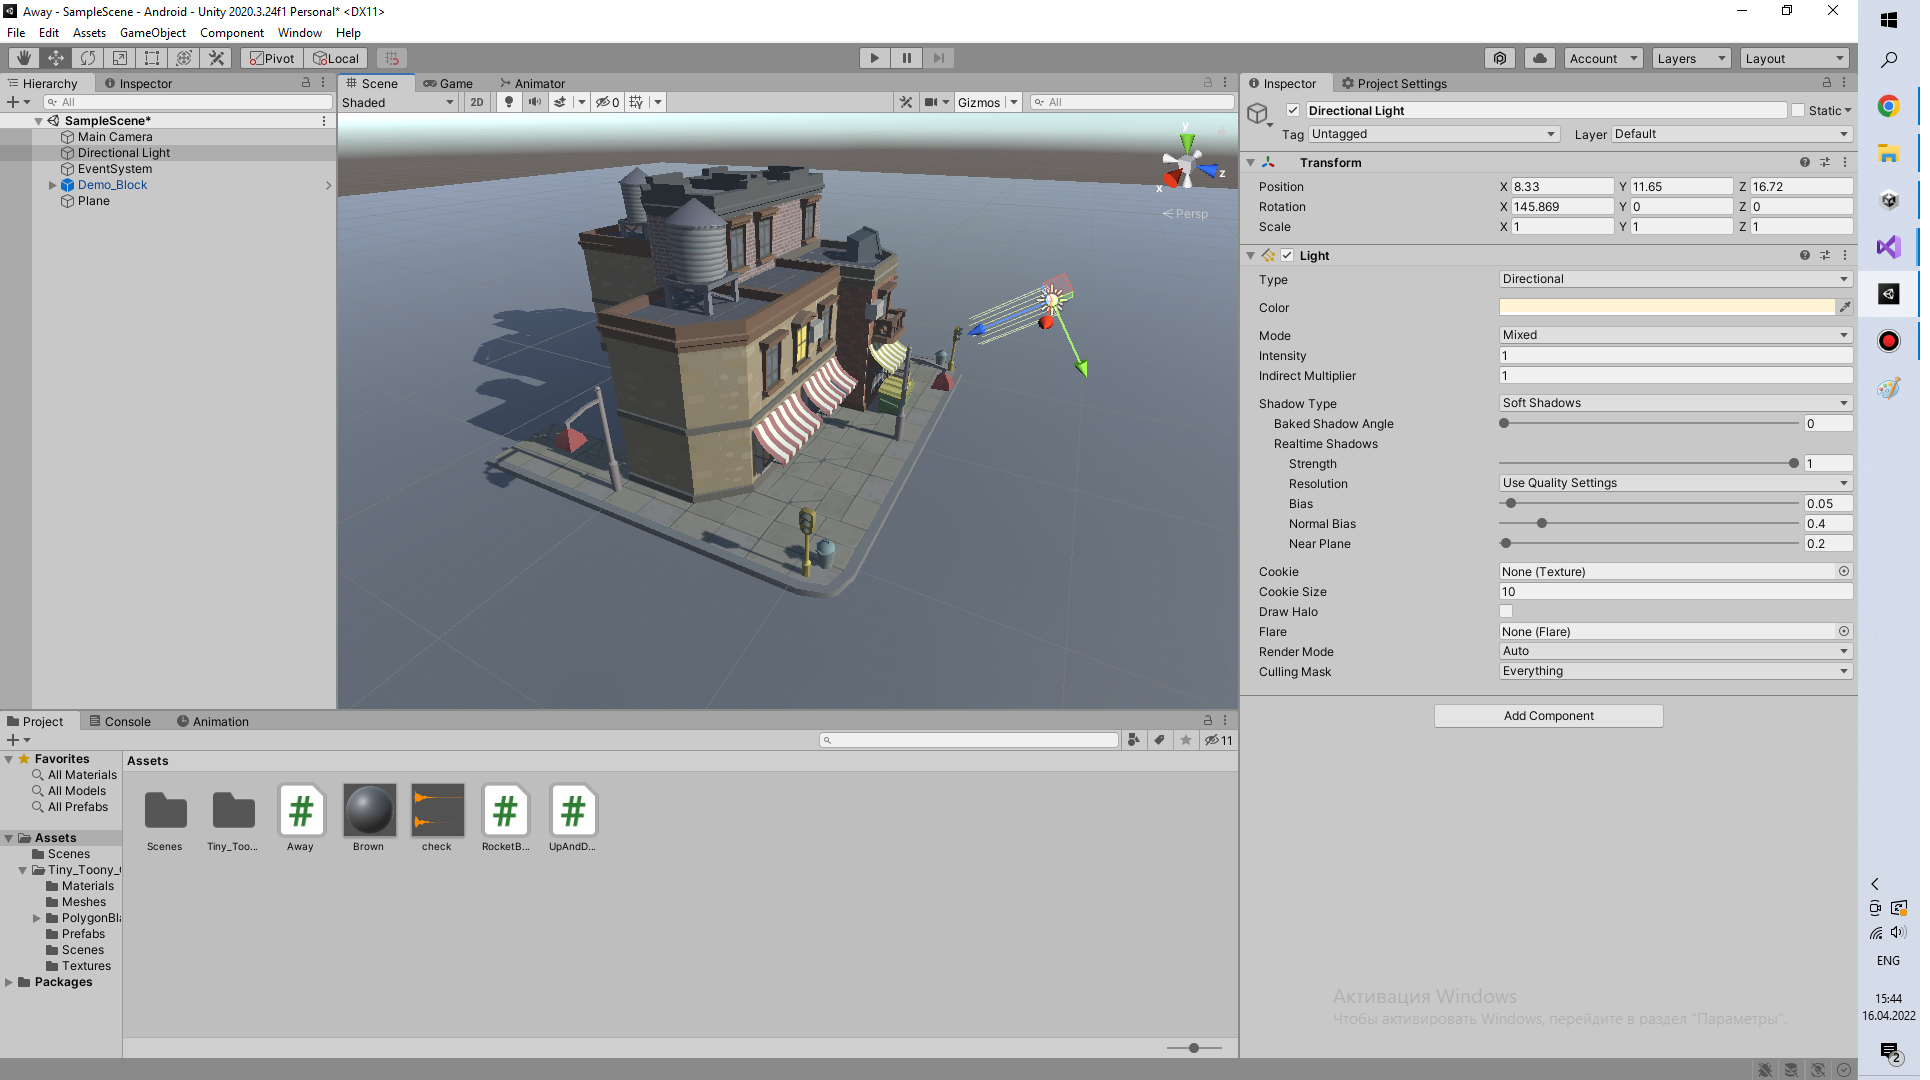 Away - SampleScene - Android - Unity 2020.3.24f1 Personal* <DX11>
File Edit Assets GameObject Component Window Help
Pivot Local Account Layers Layout
Hierarchy Inspector
All
SampleScene*
Main Camera
Directional Light
EventSystem
Demo_Block
Plane
Scene Game Animator
Shaded 2D 0 Gizmos All
y
z
x
Persp
Inspector Project Settings
Directional Light Static
Tag Untagged Layer Default
Transform
Position X 8.33 Y 11.65 Z 16.72
Rotation X 145.869 Y 0 Z 0
Scale X 1 Y 1 Z 1
Light
Type Directional
Color
Mode Mixed
Intensity 1
Indirect Multiplier 1
Shadow Type Soft Shadows
Baked Shadow Angle 0
Realtime Shadows
Strength 1
Resolution Use Quality Settings
Bias 0.05
Normal Bias 0.4
Near Plane 0.2
Cookie None (Texture)
Cookie Size 10
Draw Halo
Flare None (Flare)
Render Mode Auto
Culling Mask Everything
Add Component
Project Console Animation
11
Favorites
All Materials
All Models
All Prefabs
Assets
Scenes
Tiny_Toony_
Materials
Meshes
PolygonBla
Prefabs
Scenes
Textures
Packages
Assets
Scenes Tiny_Too... Away Brown check RocketB... UpAndD...
Активация Windows
Чтобы активировать Windows, перейдите в раздел "Параметры".
ENG
15:44
16.04.2022
2